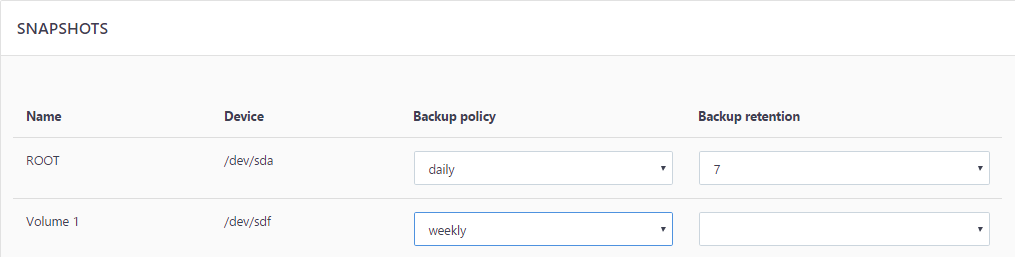 SNAPSHOTS
Name Device Backup policy Backup retention
ROOT /dev/sda daily 7
Volume 1 /dev/sdf weekly